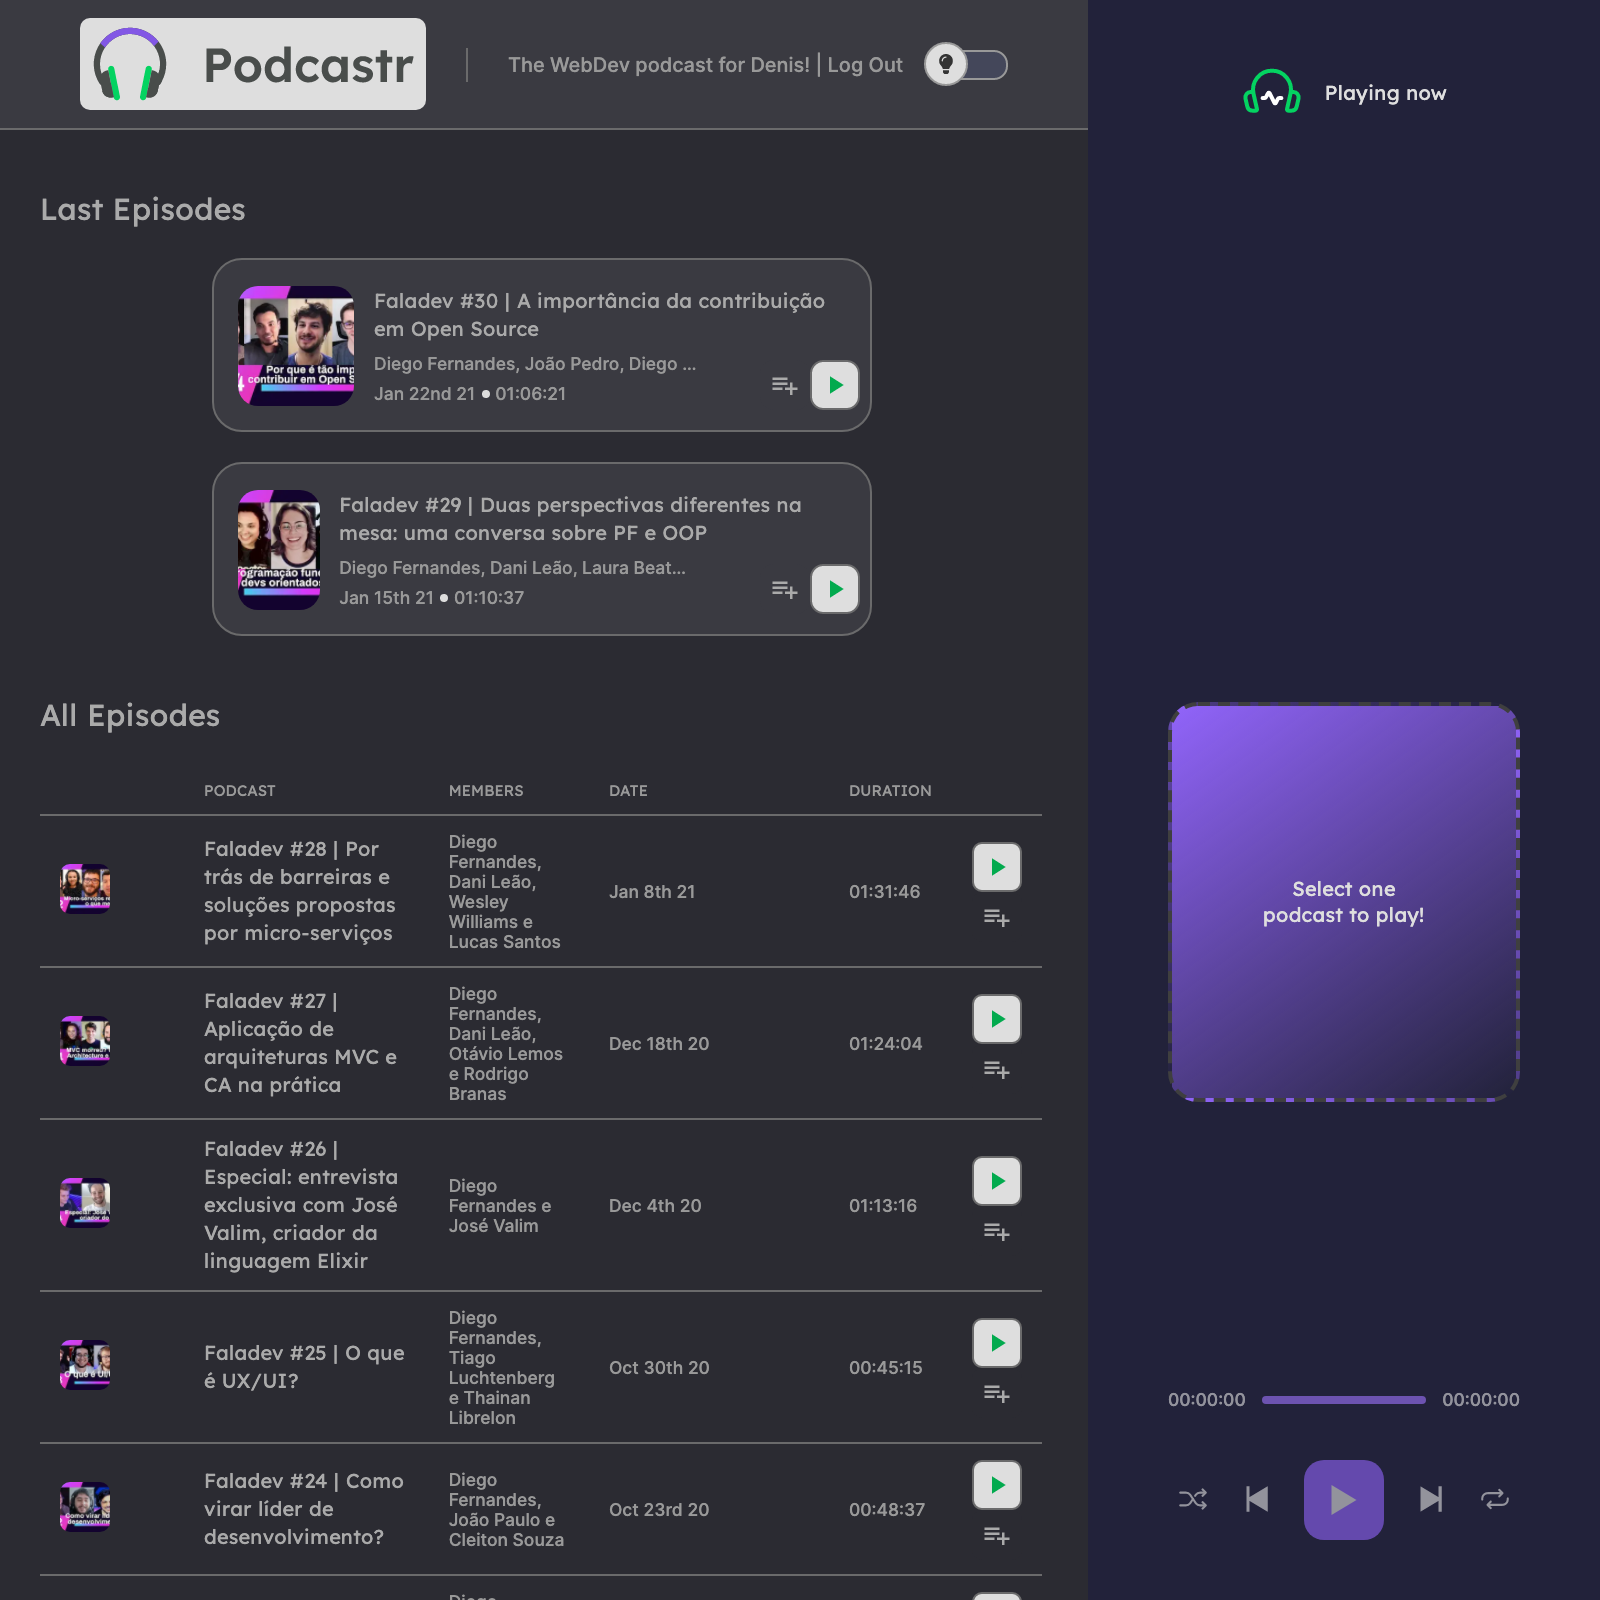 Podcastr
The WebDev podcast for Denis! | Log Out
Playing now
Last Episodes
Por que é tão imp
contribuir em Open S
Faladev #30 | A importância da contribuição
em Open Source
Diego Fernandes, João Pedro, Diego ...
Jan 22nd 21 • 01:06:21
ogramação fun
devs orientados
Faladev #29 | Duas perspectivas diferentes na
mesa: uma conversa sobre PF e OOP
Diego Fernandes, Dani Leão, Laura Beat...
Jan 15th 21 • 01:10:37
All Episodes
PODCAST MEMBERS DATE DURATION
Faladev #28 | Por
trás de barreiras e
soluções propostas
por micro-serviços
Diego
Fernandes,
Dani Leão,
Wesley
Williams e
Lucas Santos
Jan 8th 21
01:31:46
Faladev #27 |
Aplicação de
arquiteturas MVC e
CA na prática
Diego
Fernandes,
Dani Leão,
Otávio Lemos
e Rodrigo
Branas
Dec 18th 20
01:24:04
Faladev #26 |
Especial: entrevista
exclusiva com José
Valim, criador da
linguagem Elixir
Diego
Fernandes e
José Valim
Dec 4th 20
01:13:16
Faladev #25 | O que
é UX/UI?
Diego
Fernandes,
Tiago
Luchtenberg
e Thainan
Librelon
Oct 30th 20
00:45:15
Faladev #24 | Como
virar líder de
desenvolvimento?
Diego
Fernandes,
João Paulo e
Cleiton Souza
Oct 23rd 20
00:48:37
Select one
podcast to play!
00:00:00 00:00:00